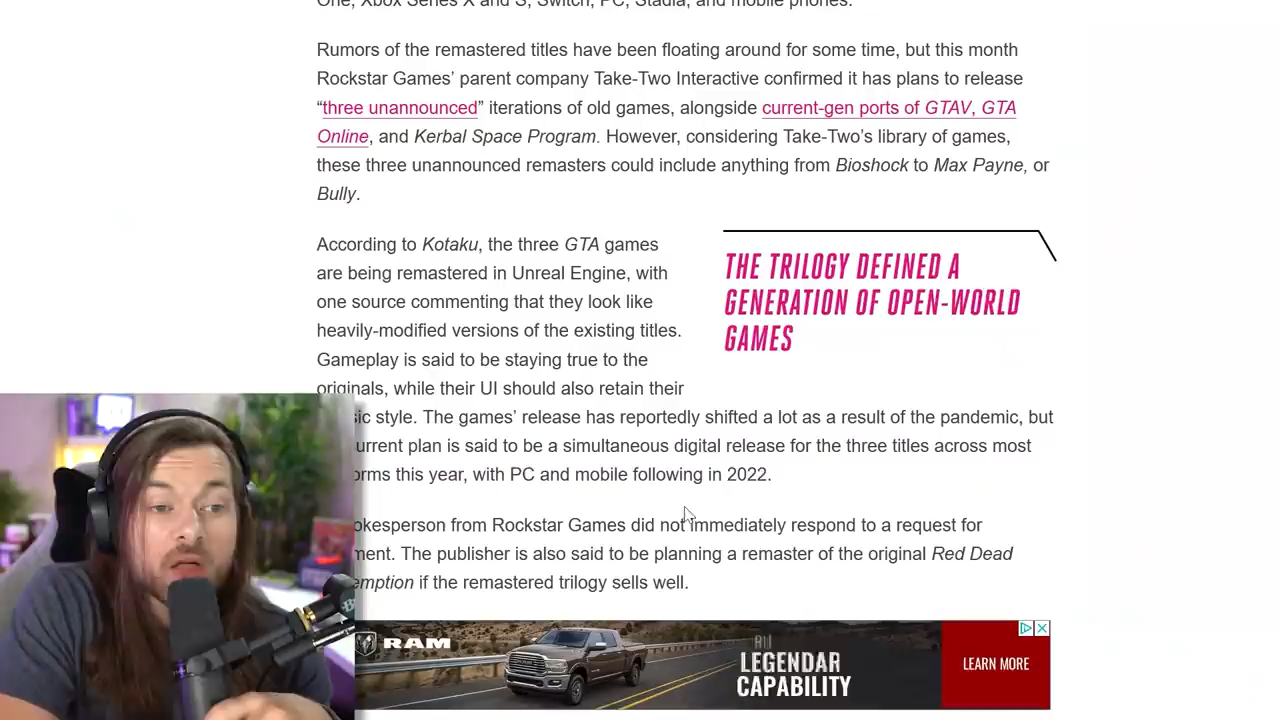 One, Xbox Series X and S, Switch, PC, Stadia, and mobile phones.
Rumors of the remastered titles have been floating around for some time, but this month
Rockstar Games’ parent company Take-Two Interactive confirmed it has plans to release
“three unannounced” iterations of old games, alongside current-gen ports of GTAV, GTA
Online, and Kerbal Space Program. However, considering Take-Two’s library of games,
these three unannounced remasters could include anything from Bioshock to Max Payne, or
Bully.
According to Kotaku, the three GTA games
are being remastered in Unreal Engine, with
one source commenting that they look like
heavily-modified versions of the existing titles.
Gameplay is said to be staying true to the
originals, while their UI should also retain their
sic style. The games’ release has reportedly shifted a lot as a result of the pandemic, but
urrent plan is said to be a simultaneous digital release for the three titles across most
orms this year, with PC and mobile following in 2022.
THE TRILOGY DEFINED A
GENERATION OF OPEN-WORLD
GAMES
okesperson from Rockstar Games did not immediately respond to a request for
ment. The publisher is also said to be planning a remaster of the original Red Dead
emption if the remastered trilogy sells well.
RAM
LEGENDAR
CAPABILITY
LEARN MORE